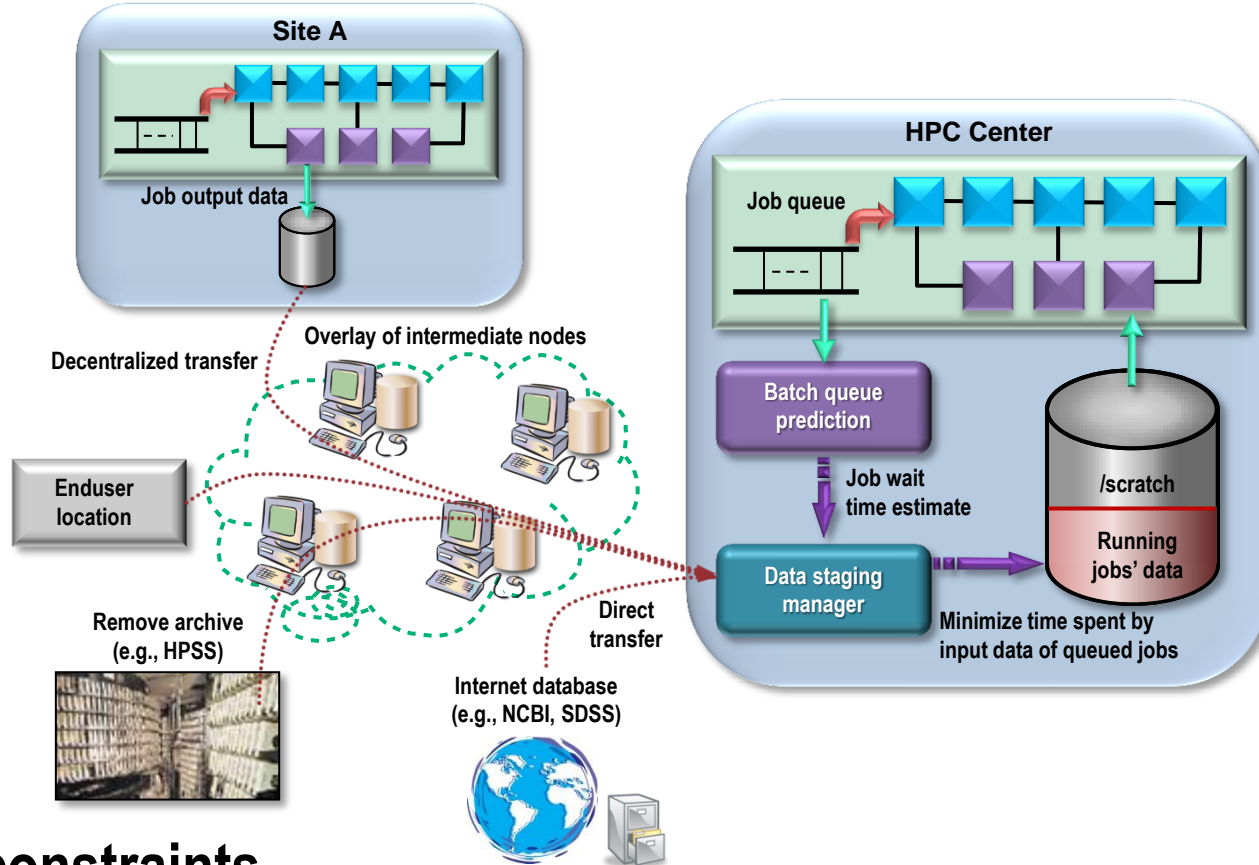 Site A
Job output data
HPC Center
Job queue
Overlay of intermediate nodes
Decentralized transfer
Batch queue
prediction
Job wait
time estimate
/scratch
Running
jobs' data
Enduser
location
Data staging
manager
Direct
transfer
Minimize time spent by
input data of queued jobs
Remove archive
(e.g., HPSS)
Internet database
(e.g., NCBI, SDSS)
constraints